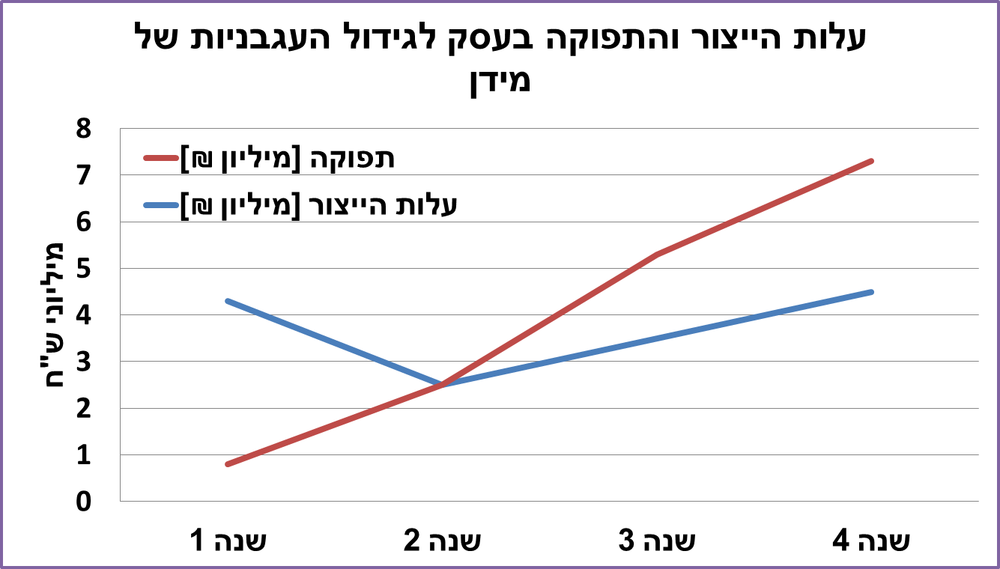 עלות הייצור והתפוקה בעסק לגידול העגבניות של
מידן
תפוקה [מיליון ₪]
עלות הייצור [מיליון ₪]
מיליוני ש"ח
8
7
6
5
4
3
2
1
0
שנה 1
שנה 2
שנה 3
שנה 4